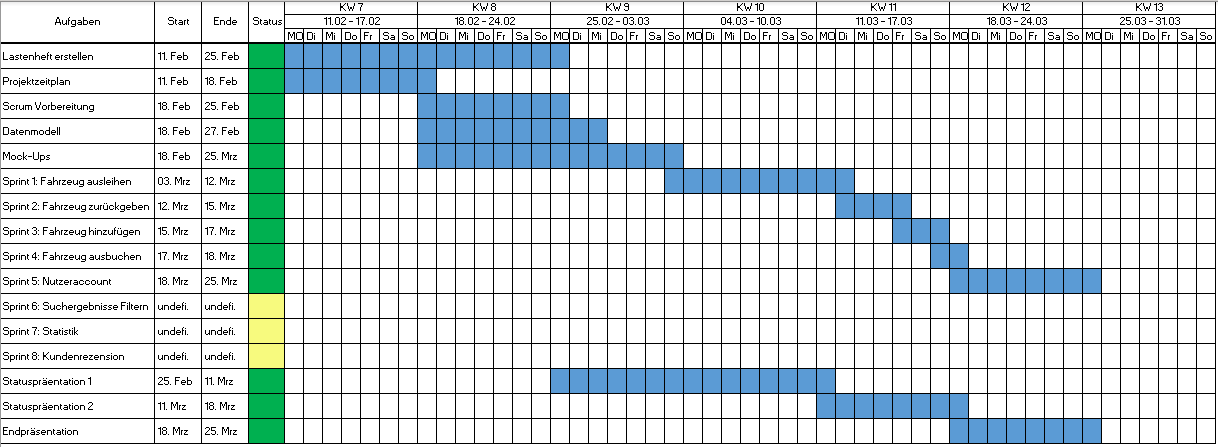 KW 7 KW 8 KW 9 KW 10 KW 11 KW 12 KW 13
Aufgaben Start Ende Status 11.02 - 17.02 18.02 - 24.02 25.02 - 03.03 04.03 - 10.03 11.03 - 17.03 18.03 - 24.03 25.03 - 31.03
MO Di Mi Do Fr Sa So MO Di Mi Do Fr Sa So MO Di Mi Do Fr Sa So MO Di Mi Do Fr Sa So MO Di Mi Do Fr Sa So MO Di Mi Do Fr Sa So MO Di Mi Do Fr Sa So
Lastenheft erstellen 11. Feb 25. Feb
Projektzeitplan 11. Feb 18. Feb
Scrum Vorbereitung 18. Feb 25. Feb
Datenmodell 18. Feb 27. Feb
Mock-Ups 18. Feb 25. Mrz
Sprint 1: Fahrzeug ausleihen 03. Mrz 12. Mrz
Sprint 2: Fahrzeug zurückgeben 12. Mrz 15. Mrz
Sprint 3: Fahrzeug hinzufügen 15. Mrz 17. Mrz
Sprint 4: Fahrzeug ausbuchen 17. Mrz 18. Mrz
Sprint 5: Nutzeraccount 18. Mrz 25. Mrz
Sprint 6: Suchergebnisse Filtern undefi. undefi.
Sprint 7: Statistik undefi. undefi.
Sprint 8: Kundenrezension undefi. undefi.
Statuspräentation 1 25. Feb 11. Mrz
Statuspräentation 2 11. Mrz 18. Mrz
Endpräsentation 18. Mrz 25. Mrz